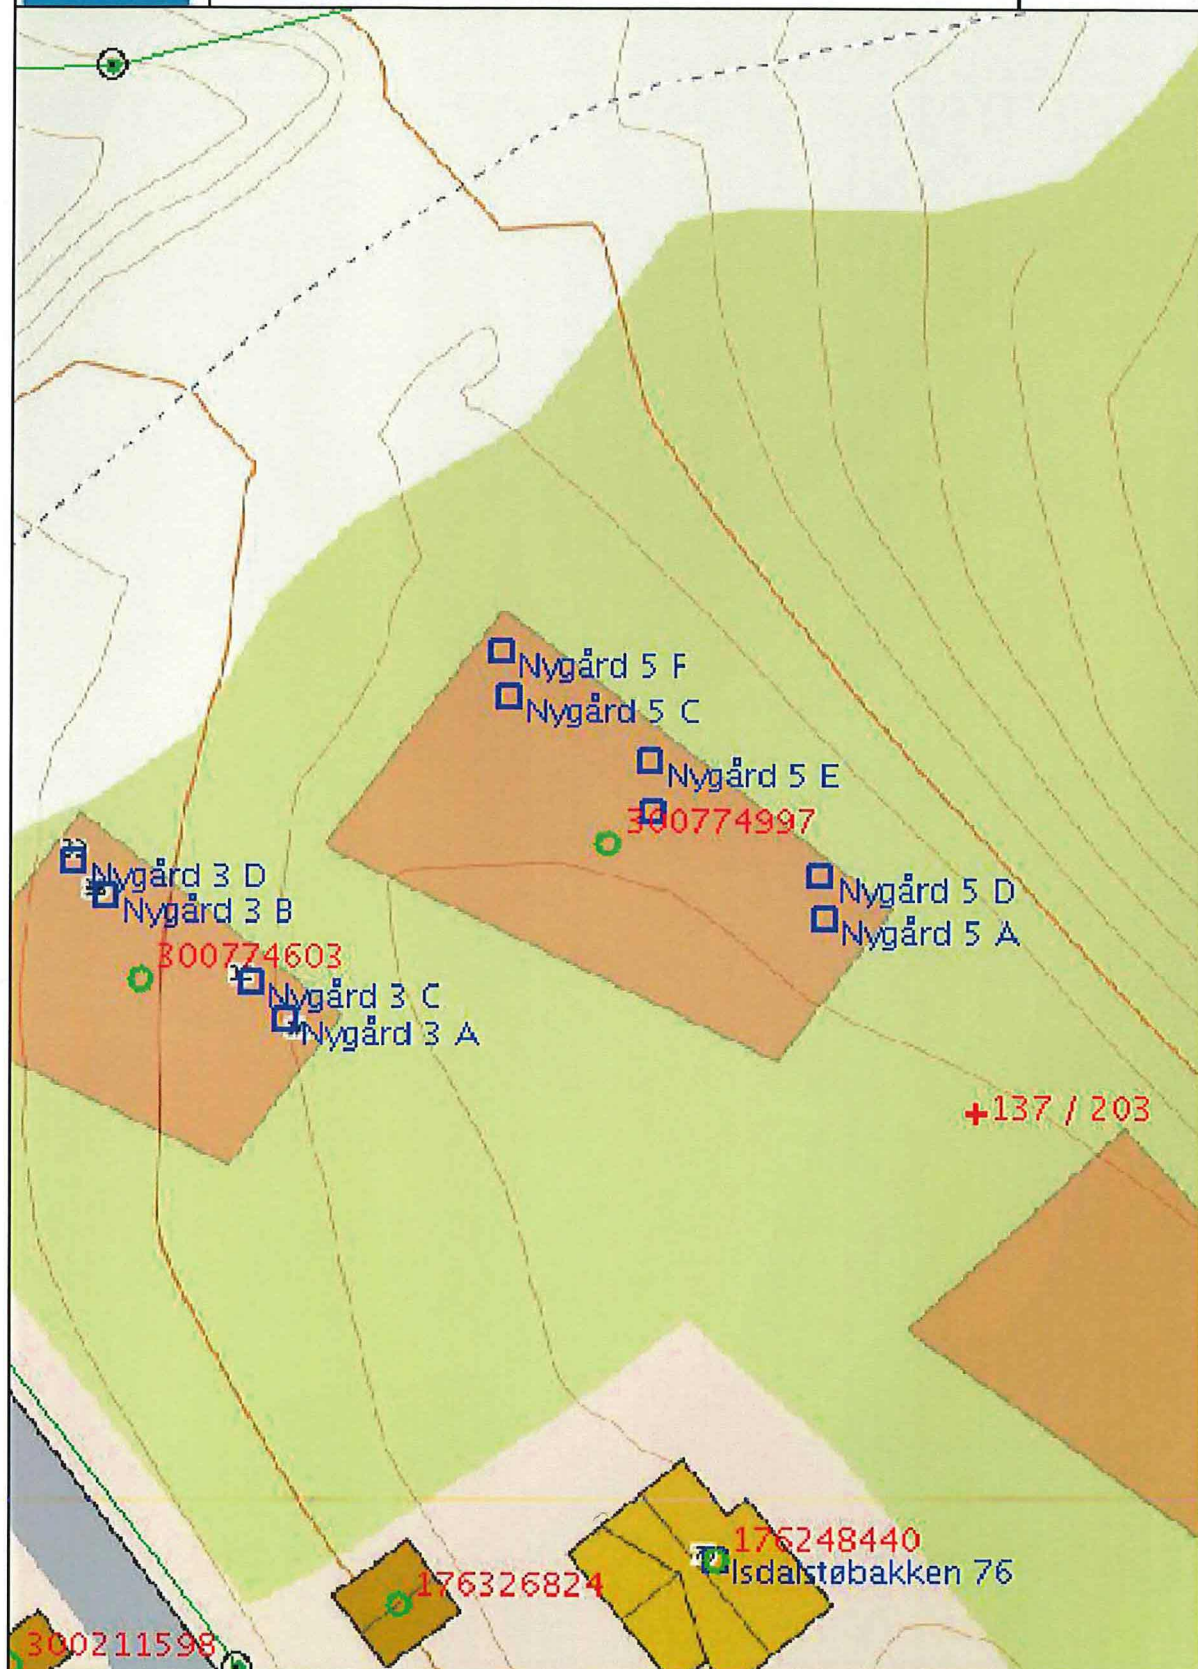 Nygård 5 F
Nygård 5 C
Nygård 5 E
300774997
Nygård 3 D
Nygård 5 D
Nygård 3 B
Nygård 5 A
300774603
Nygård 3 C
Nygård 3 A
137 / 203
176248440
Isdalstøbakken 76
176326824
300211598